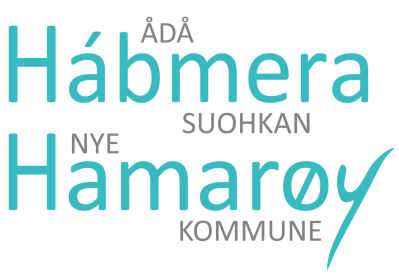 ÅDÅ
Hábmera
SUOHKAN
NYE
Hamarøy
KOMMUNE